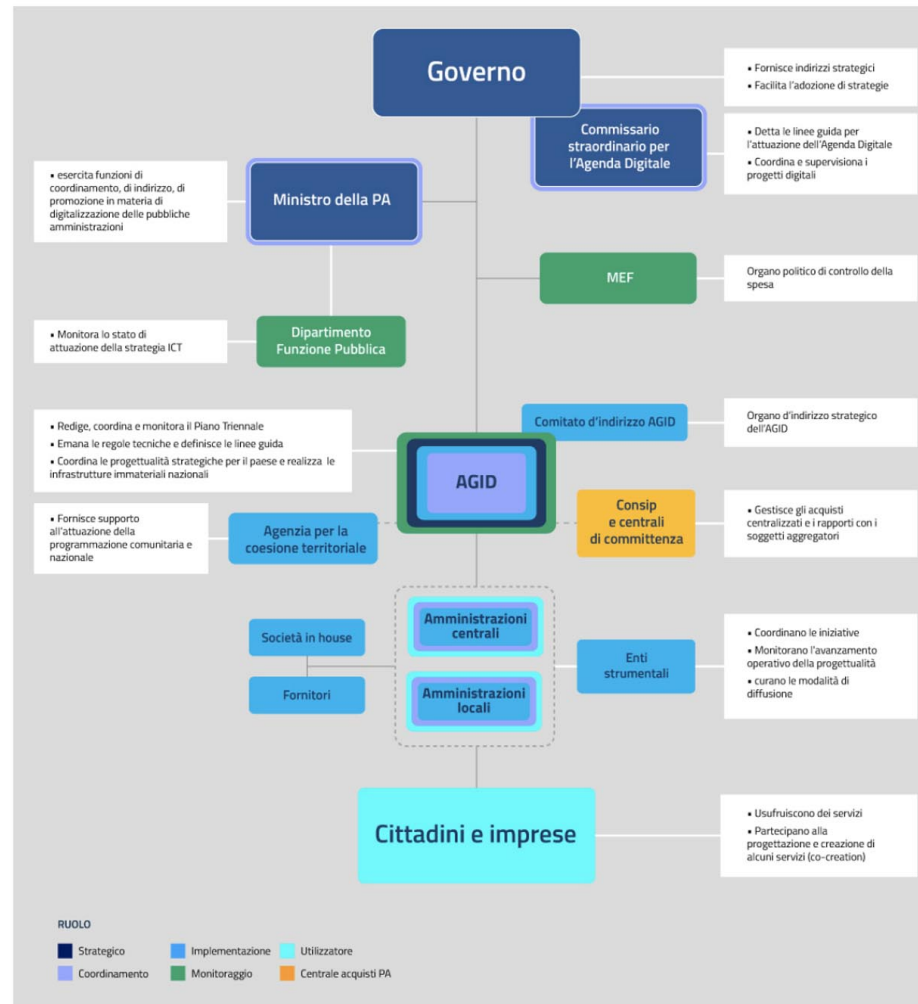 Governo
• Fornisce indirizzi strategici
• Facilita l’adozione di strategie
Commissario
straordinario per
l’Agenda Digitale
• Detta le linee guida per
l’attuazione dell’Agenda Digitale
• Coordina e supervisiona i
progetti digitali
• esercita funzioni di
coordinamento, di indirizzo, di
promozione in materia di
digitalizzazione delle pubbliche
amministrazioni
Ministro della PA
MEF
Organo politico di controllo della
spesa
• Monitora lo stato di
attuazione della strategia ICT
Dipartimento
Funzione Pubblica
• Redige, coordina e monitora il Piano Triennale
• Emana le regole tecniche e definisce le linee guida
• Coordina le progettualità strategiche per il paese e realizza le
infrastrutture immateriali nazionali
Comitato d’indirizzo AGID
Organo d’indirizzo strategico
dell’AGID
AGID
• Fornisce supporto
all’attuazione della
programmazione comunitaria e
nazionale
Agenzia per la
coesione territoriale
Consip
e centrali
di committenza
• Gestisce gli acquisti
centralizzati e i rapporti con i
soggetti aggregatori
Amministrazioni
centrali
Società in house
Fornitori
Amministrazioni
locali
Enti
strumentali
• Coordinano le iniziative
• Monitorano l’avanzamento
operativo della progettualità
• curano le modalità di
diffusione
Cittadini e imprese
• Usufruiscono dei servizi
• Partecipano alla
progettazione e creazione di
alcuni servizi (co-creation)
RUOLO
Strategico
Implementazione
Utilizzatore
Coordinamento
Monitoraggio
Centrale acquisti PA